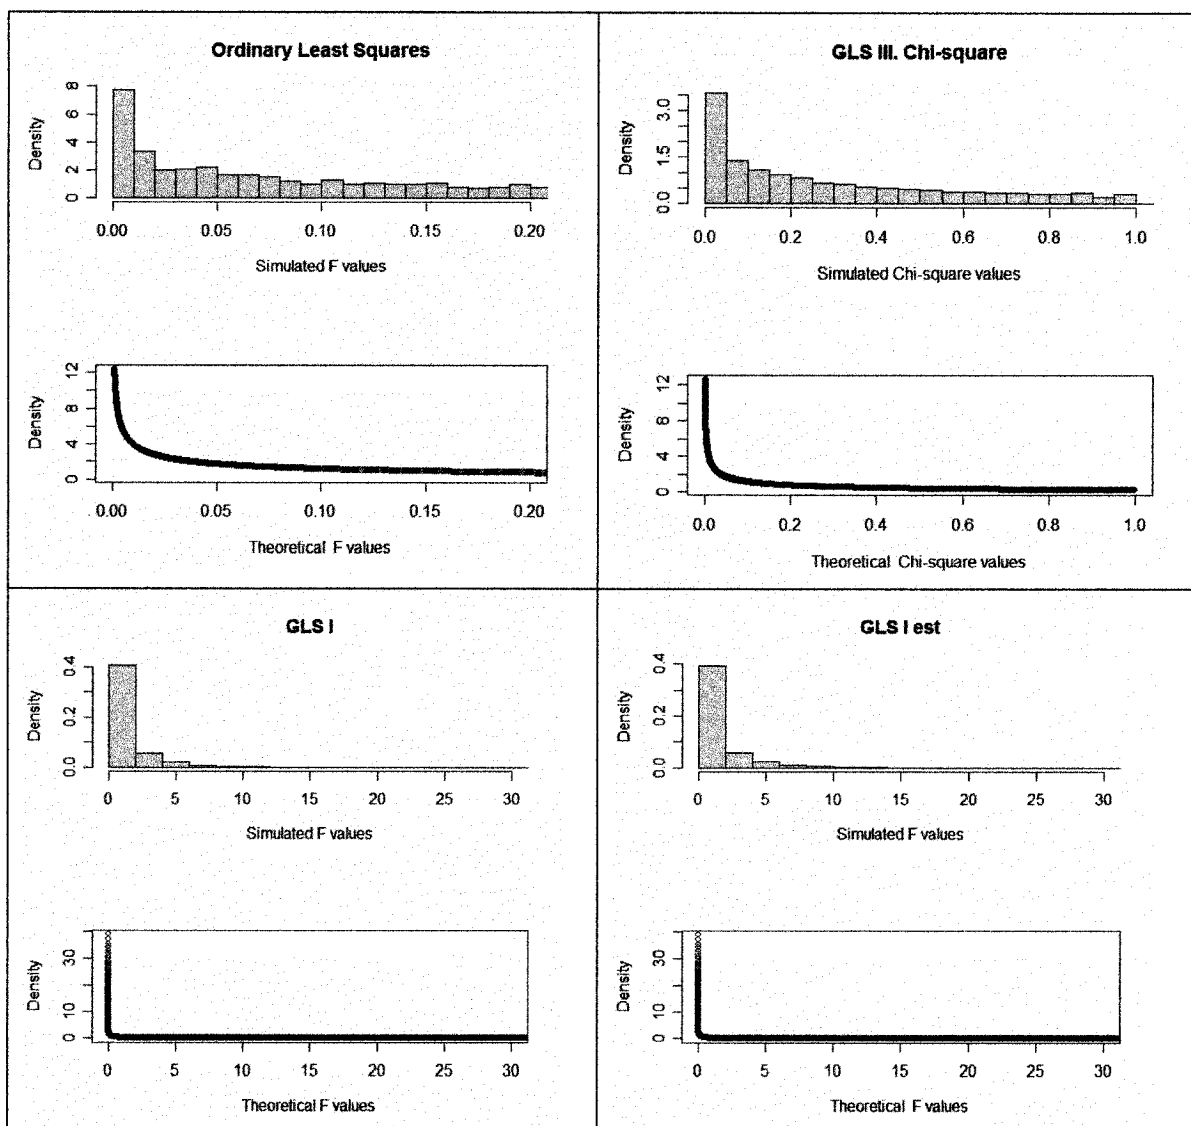 Ordinary Least Squares
8
6
4
2
0
Density
0.00 0.05 0.10 0.15 0.20
Simulated F values
12
8
4
0
Density
0.00 0.05 0.10 0.15 0.20
Theoretical F values
GLS III. Chi-square
3.0
1.5
0.0
Density
0.0 0.2 0.4 0.6 0.8 1.0
Simulated Chi-square values
12
8
4
0
Density
0.0 0.2 0.4 0.6 0.8 1.0
Theoretical Chi-square values
GLS I
0.4
0.2
0.0
Density
0 5 10 15 20 25 30
Simulated F values
30
10
0
Density
0 5 10 15 20 25 30
Theoretical F values
GLS I est
0.4
0.2
0.0
Density
0 5 10 15 20 25 30
Simulated F values
30
10
0
Density
0 5 10 15 20 25 30
Theoretical F values